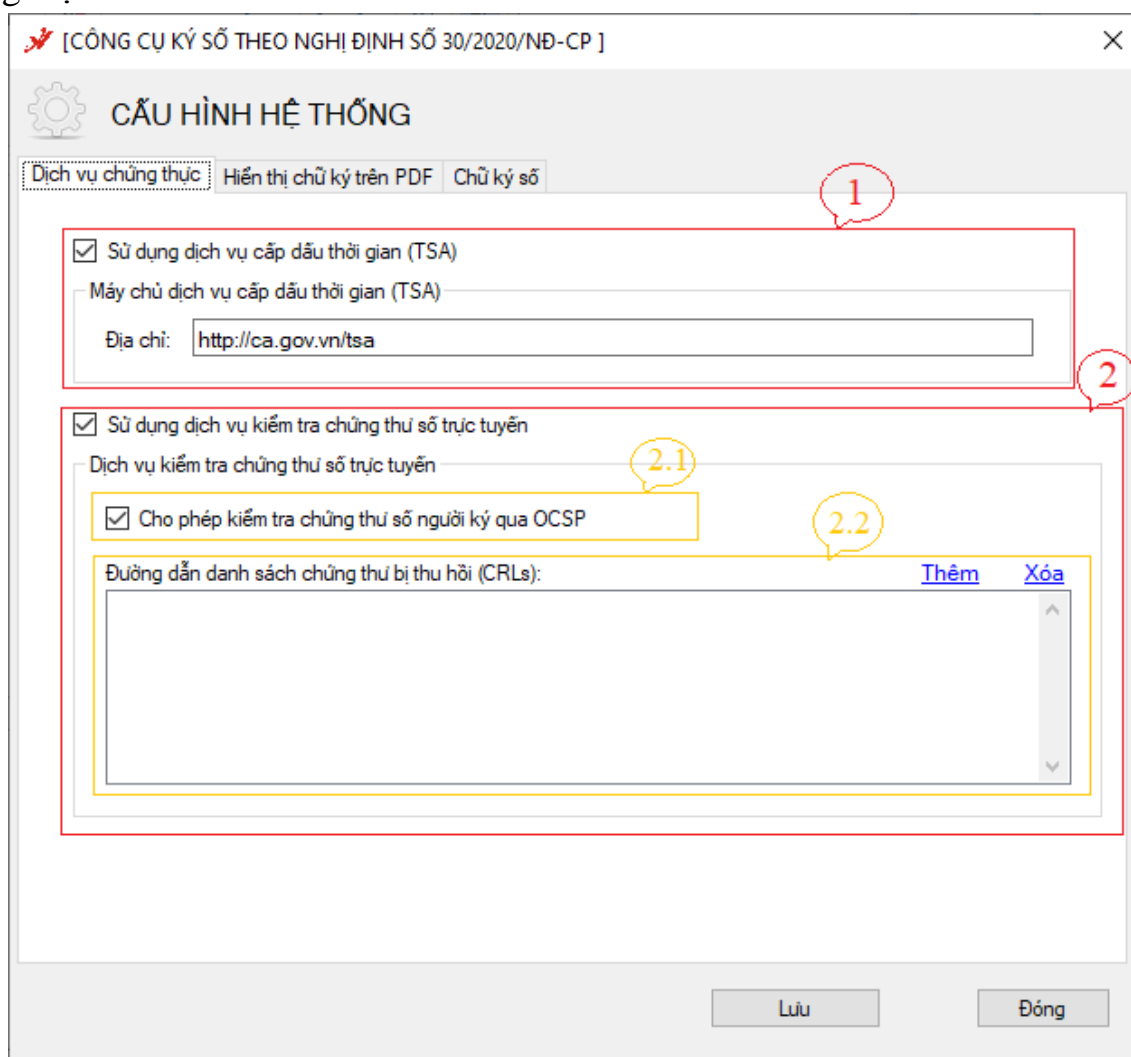 [CÔNG CỤ KÝ SỐ THEO NGHỊ ĐỊNH SỐ 30/2020/NĐ-CP ]
CẤU HÌNH HỆ THỐNG
Dịch vụ chứng thực Hiển thị chữ ký trên PDF Chữ ký số
1
Sử dụng dịch vụ cấp dấu thời gian (TSA)
Máy chủ dịch vụ cấp dấu thời gian (TSA)
Địa chỉ: http://ca.gov.vn/tsa
2
Sử dụng dịch vụ kiểm tra chứng thư số trực tuyến
Dịch vụ kiểm tra chứng thư số trực tuyến
2.1
Cho phép kiểm tra chứng thư số người ký qua OCSP
2.2
Đường dẫn danh sách chứng thư bị thu hồi (CRLs): Thêm Xóa
Lưu Đóng